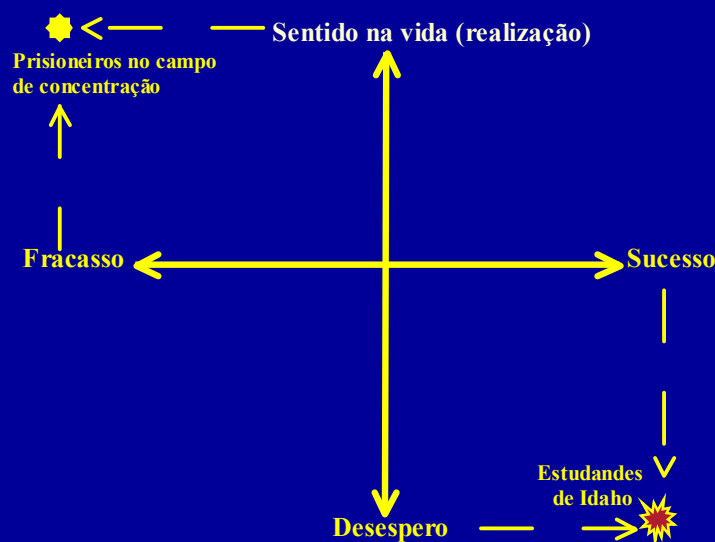 Sentido na vida (realização)
Prisioneiros no campo
de concentração
Fracasso
Sucesso
Estudandes
de Idaho
Desespero